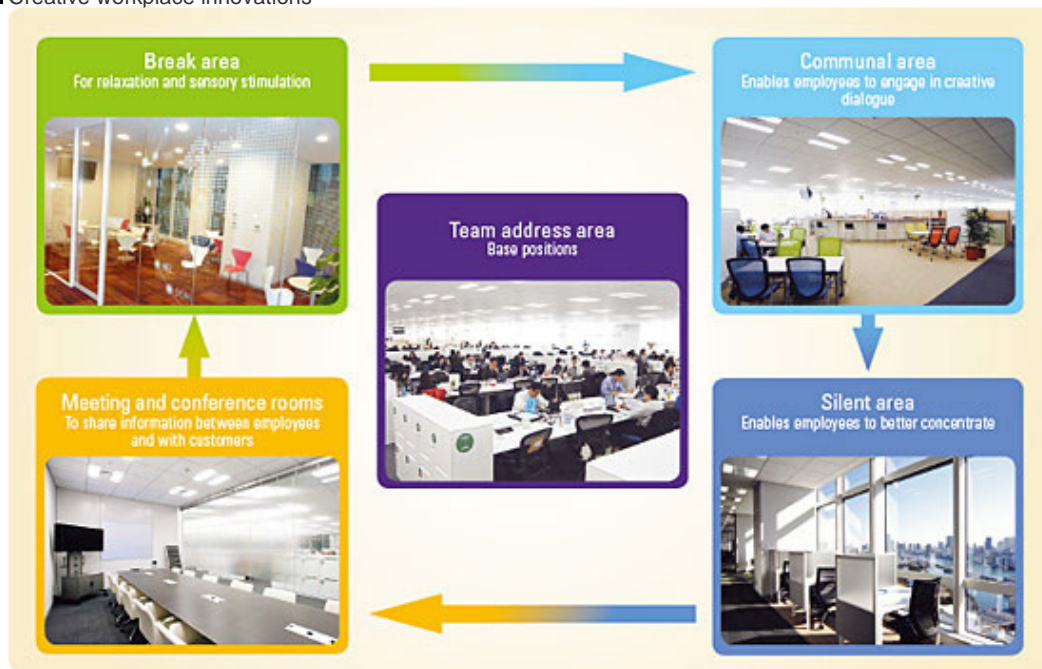 Creative workplace innovations
Break area
For relaxation and sensory stimulation
Communal area
Enables employees to engage in creative
dialogue
Team address area
Base positions
Meeting and conference rooms
To share information between employees
and with customers
Silent area
Enables employees to better concentrate